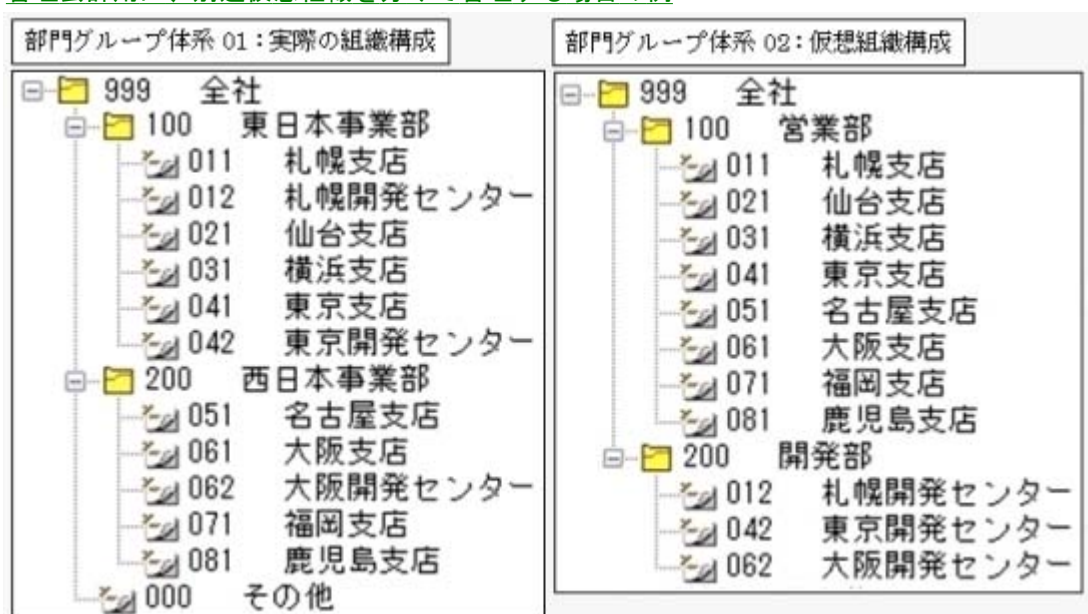 部門グループ体系 01：実際の組織構成
999 全社
100 東日本事業部
011 札幌支店
012 札幌開発センター
021 仙台支店
031 横浜支店
041 東京支店
042 東京開発センター
200 西日本事業部
051 名古屋支店
061 大阪支店
062 大阪開発センター
071 福岡支店
081 鹿児島支店
000 その他
部門グループ体系 02：仮想組織構成
999 全社
100 営業部
011 札幌支店
021 仙台支店
031 横浜支店
041 東京支店
051 名古屋支店
061 大阪支店
071 福岡支店
081 鹿児島支店
200 開発部
012 札幌開発センター
042 東京開発センター
062 大阪開発センター